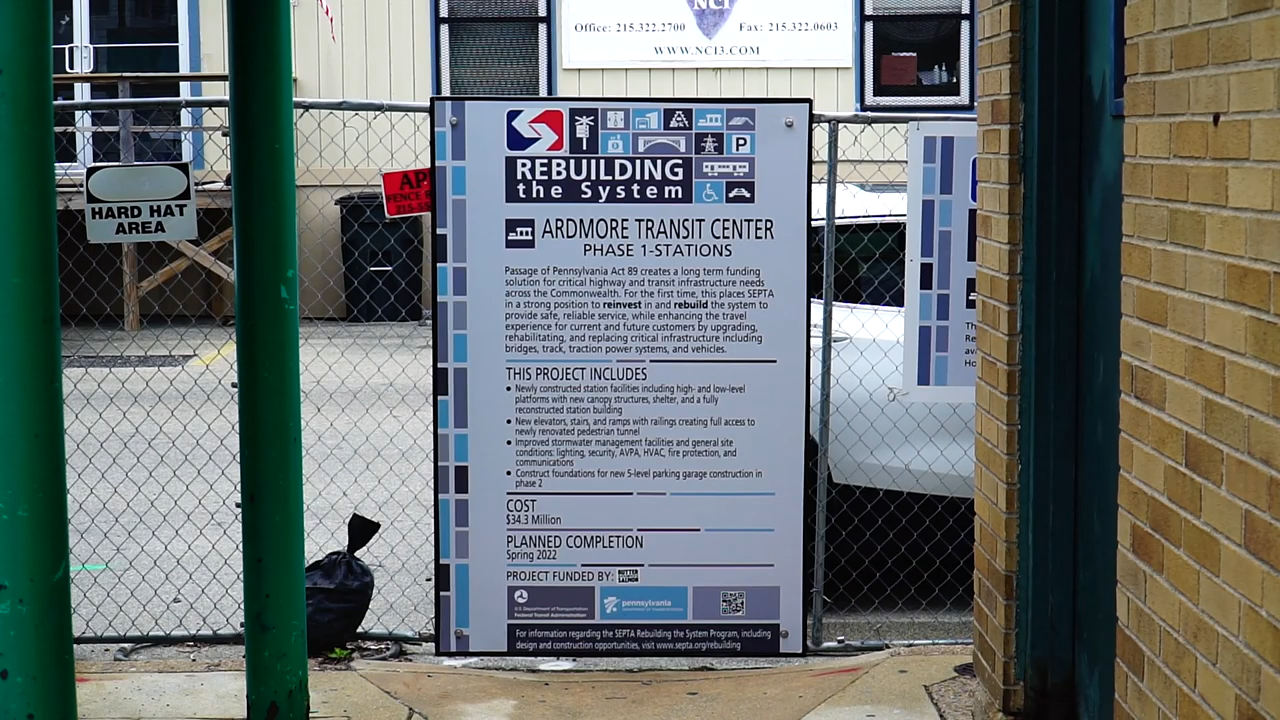 NCI
Office: 215.322.2700 Fax: 215.322.0603
WWW.NCI3.COM
HARD HAT
AREA
P
REBUILDING
the System
ARDMORE TRANSIT CENTER
PHASE 1-STATIONS
Passage of Pennsylvania Act 89 creates a long term funding
solution for critical highway and transit infrastructure needs
across the Commonwealth. For the first time, this places SEPTA
in a strong position to reinvest in and rebuild the system to
provide safe, reliable service, while enhancing the travel
experience for current and future customers by upgrading,
rehabilitating, and replacing critical infrastructure including
bridges, track, traction power systems, and vehicles.
THIS PROJECT INCLUDES
• Newly constructed station facilities including high- and low-level
platforms with new canopy structures, shelter, and a fully
reconstructed station building
• New elevators, stairs, and ramps with railings creating full access to
newly renovated pedestrian tunnel
• Improved stormwater management facilities and general site
conditions: lighting, security, AVPA, HVAC, fire protection, and
communications
• Construct foundations for new 5-level parking garage construction in
phase 2
COST
$34.3 Million
PLANNED COMPLETION
Spring 2022
PROJECT FUNDED BY:
U.S. Department of Transportation
Federal Transit Administration
pennsylvania
DEPARTMENT OF TRANSPORTATION
For information regarding the SEPTA Rebuilding the System Program, including
design and construction opportunities, visit www.septa.org/rebuilding